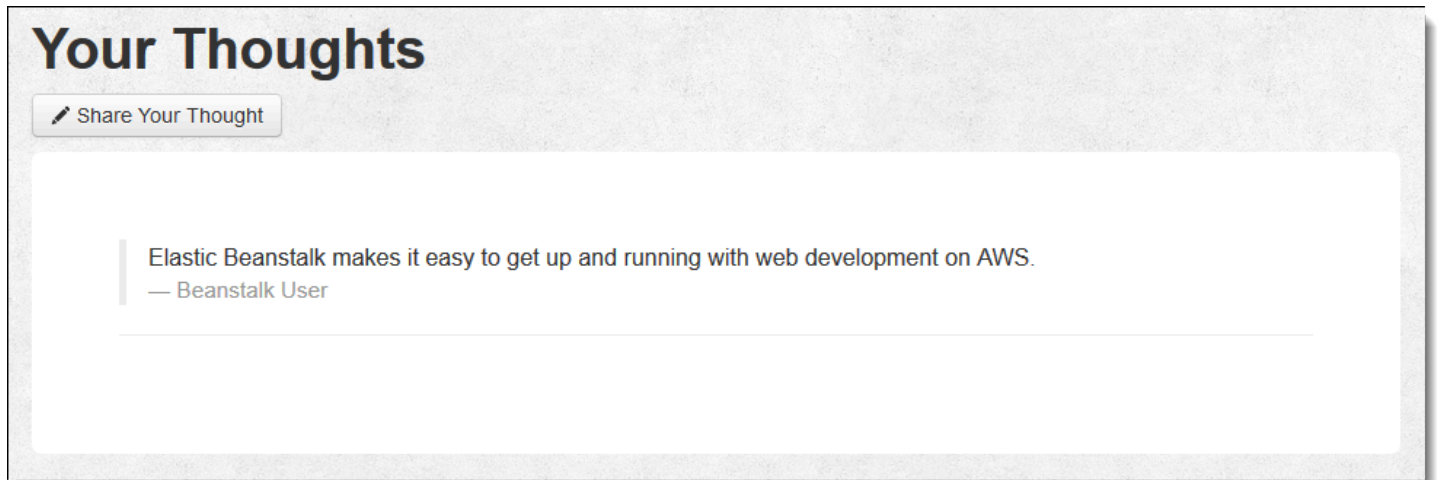 Your Thoughts
Share Your Thought
Elastic Beanstalk makes it easy to get up and running with web development on AWS.
— Beanstalk User